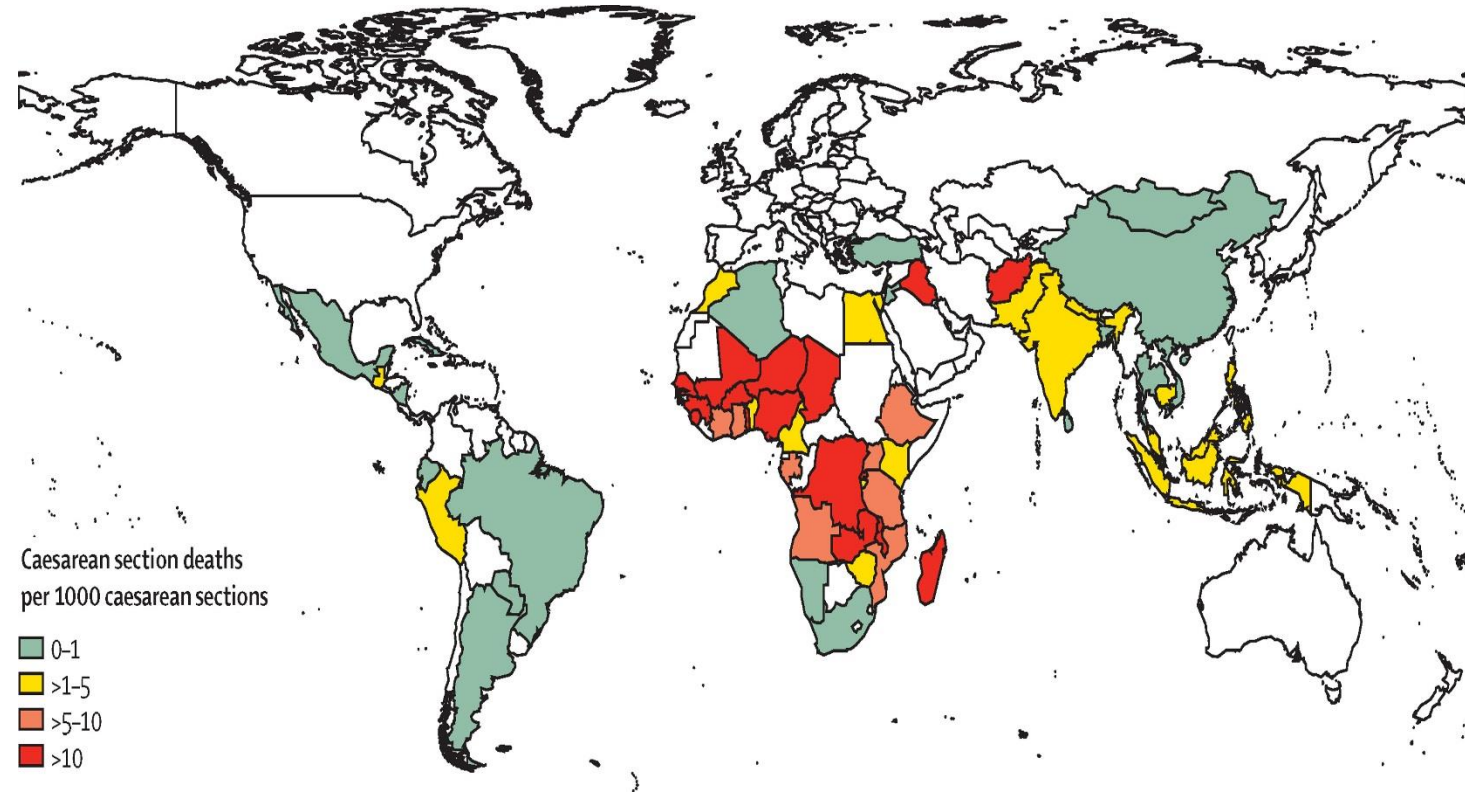 Caesarean section deaths
per 1000 caesarean sections
0–1
>1–5
>5–10
>10